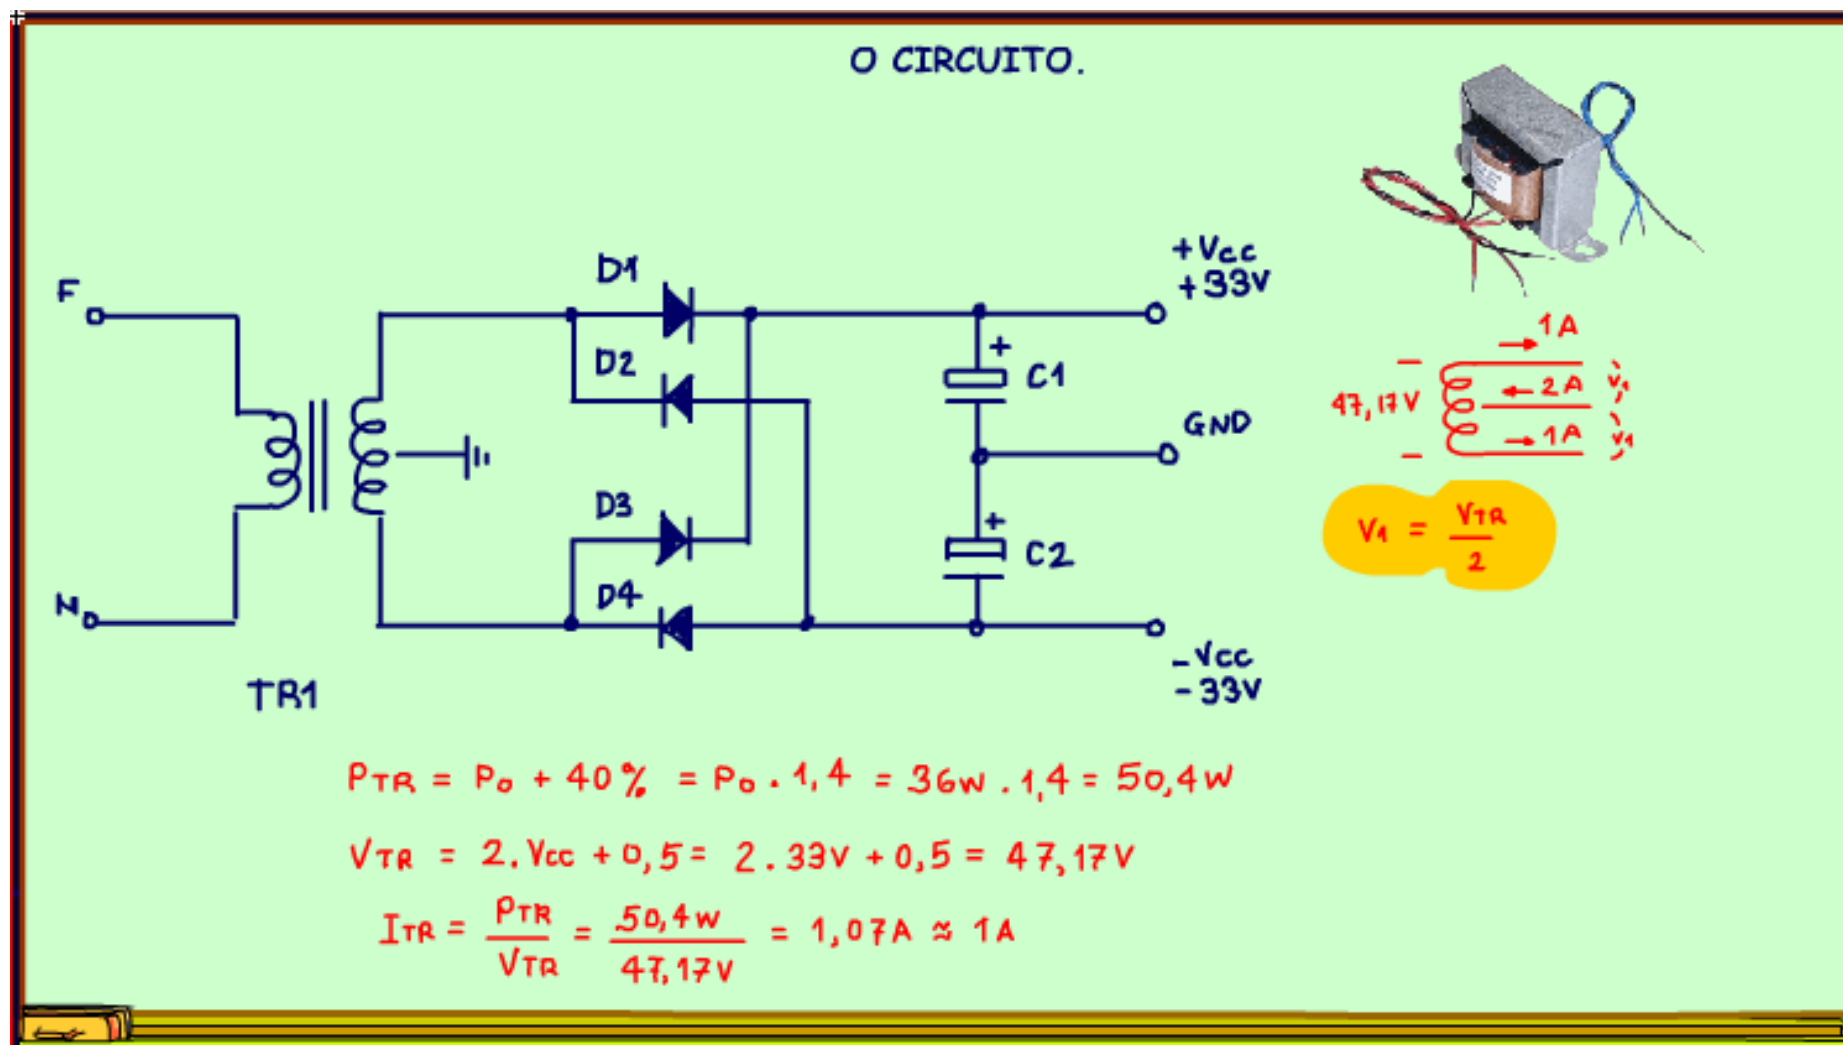 O CIRCUITO.
F
D1
+Vcc
+33V
D2
+
C1
GND
D3
+
C2
D4
N
-Vcc
-33V
TR1
1A
47,17V
2A
V1
1A
V1
V1 = VTR
2
PTR = Po + 40% = Po . 1,4 = 36W . 1,4 = 50,4W
VTR = 2.Vcc + 0,5 = 2.33V + 0,5 = 47,17V
ITR = PTR = 50,4W = 1,07A ≈ 1A
VTR 47,17V